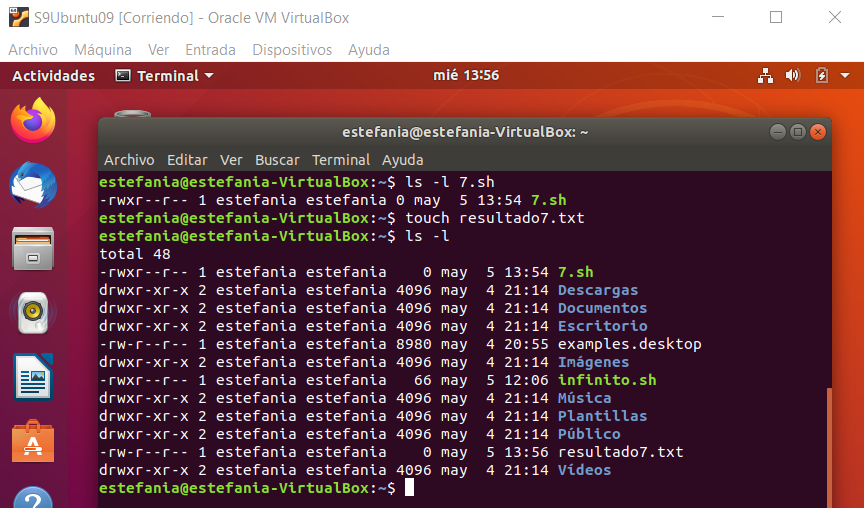 S9Ubuntu09 [Corriendo] - Oracle VM VirtualBox
Archivo Máquina Ver Entrada Dispositivos Ayuda
Actividades Terminal mié 13:56
estefania@estefania-VirtualBox: ~
Archivo Editar Ver Buscar Terminal Ayuda
estefania@estefania-VirtualBox:~$ ls -l 7.sh
-rwxr--r-- 1 estefania estefania 0 may  5 13:54 7.sh
estefania@estefania-VirtualBox:~$ touch resultado7.txt
estefania@estefania-VirtualBox:~$ ls -l
total 48
-rwxr--r-- 1 estefania estefania    0 may  5 13:54 7.sh
drwxr-xr-x 2 estefania estefania 4096 may  4 21:14 Descargas
drwxr-xr-x 2 estefania estefania 4096 may  4 21:14 Documentos
drwxr-xr-x 2 estefania estefania 4096 may  4 21:14 Escritorio
-rw-r--r-- 1 estefania estefania 8980 may  4 20:55 examples.desktop
drwxr-xr-x 2 estefania estefania 4096 may  4 21:14 Imágenes
-rwxr--r-- 1 estefania estefania   66 may  5 12:06 infinito.sh
drwxr-xr-x 2 estefania estefania 4096 may  4 21:14 Música
drwxr-xr-x 2 estefania estefania 4096 may  4 21:14 Plantillas
drwxr-xr-x 2 estefania estefania 4096 may  4 21:14 Público
-rw-r--r-- 1 estefania estefania    0 may  5 13:56 resultado7.txt
drwxr-xr-x 2 estefania estefania 4096 may  4 21:14 Vídeos
estefania@estefania-VirtualBox:~$